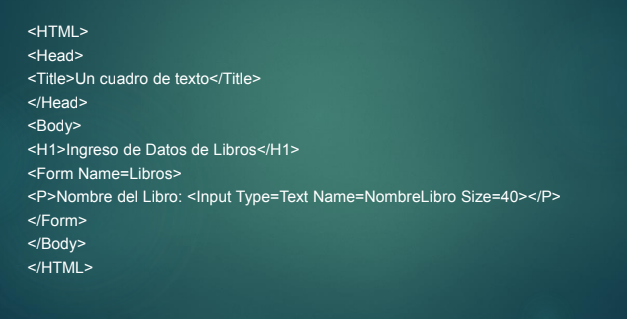 <HTML>
<Head>
<Title>Un cuadro de texto</Title>
</Head>
<Body>
<H1>Ingreso de Datos de Libros</H1>
<Form Name=Libros>
<P>Nombre del Libro: <Input Type=Text Name=NombreLibro Size=40></P>
</Form>
</Body>
</HTML>